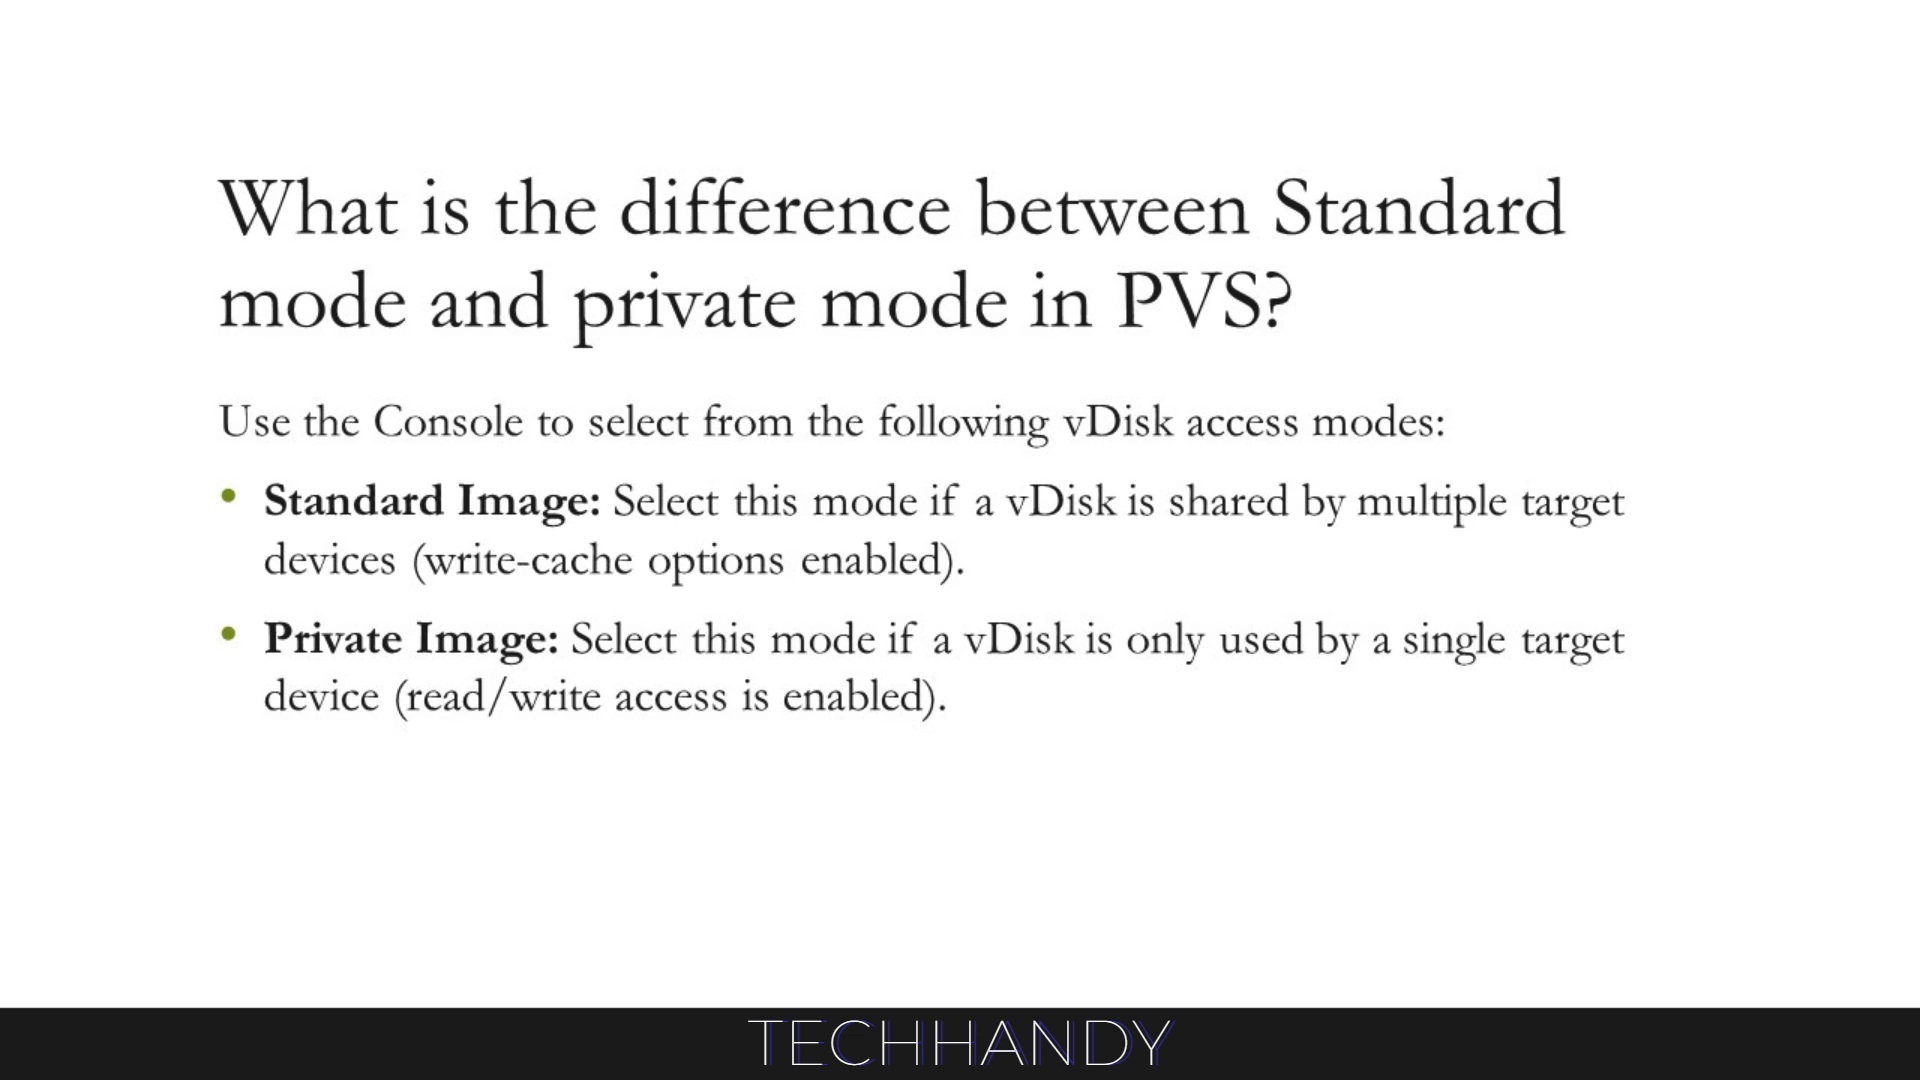 What is the difference between Standard
mode and private mode in PVS?
Use the Console to select from the following vDisk access modes:
• Standard Image: Select this mode if a vDisk is shared by multiple target
devices (write-cache options enabled).
• Private Image: Select this mode if a vDisk is only used by a single target
device (read/write access is enabled).
TECHHANDY